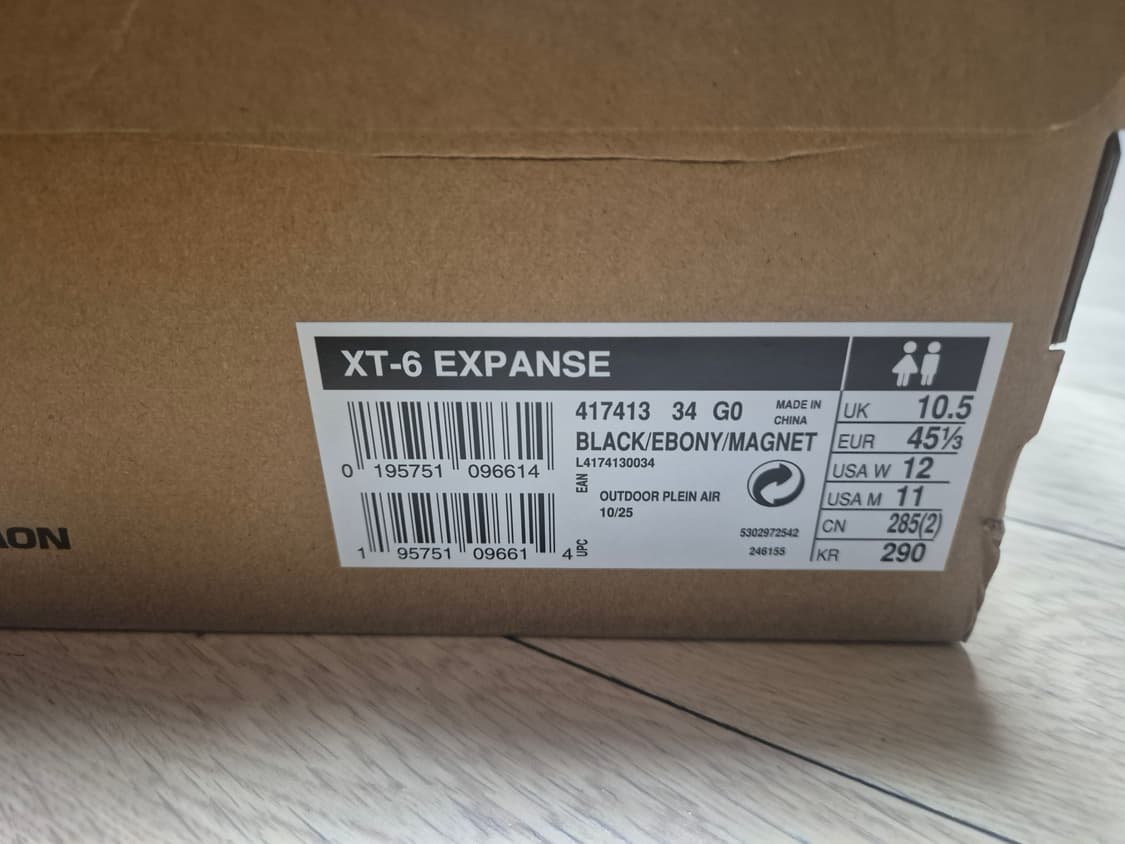 XT-6 EXPANSE
417413 34 G0
MADE IN
CHINA
BLACK/EBONY/MAGNET
L4174130034
0 195751 096614
EAN
OUTDOOR PLEIN AIR
10/25
5302972542
246155
1 95751 09661 4
UPC
UK 10.5
EUR 45⅓
USA W 12
USA M 11
CN 285(2)
KR 290